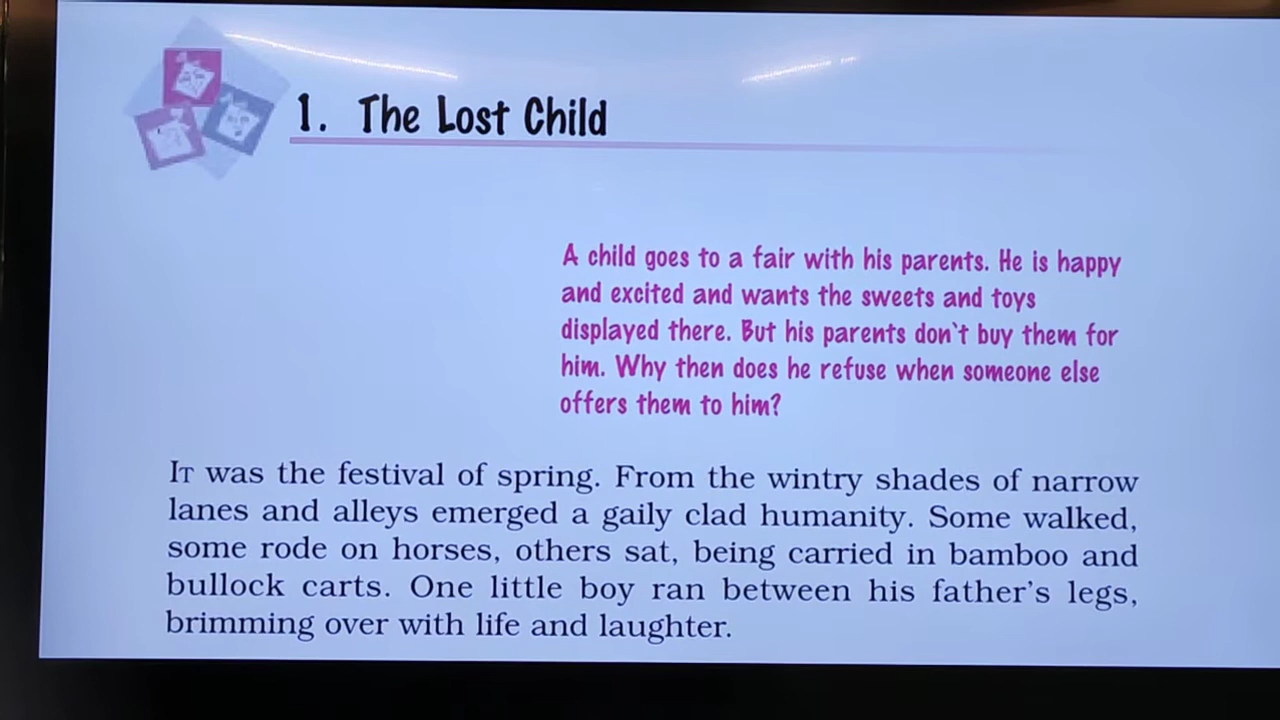 1. The Lost Child
A child goes to a fair with his parents. He is happy
and excited and wants the sweets and toys
displayed there. But his parents don`t buy them for
him. Why then does he refuse when someone else
offers them to him?
IT was the festival of spring. From the wintry shades of narrow
lanes and alleys emerged a gaily clad humanity. Some walked,
some rode on horses, others sat, being carried in bamboo and
bullock carts. One little boy ran between his father's legs,
brimming over with life and laughter.